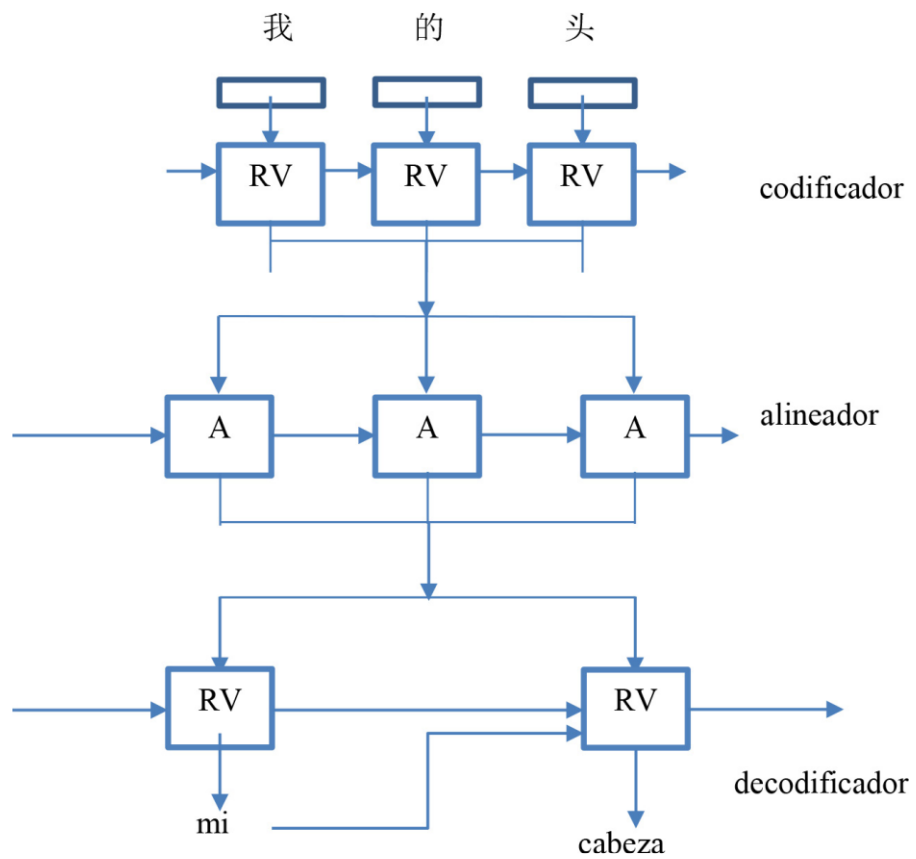 我 的 头
RV RV RV
codificador
A A A
alineador
RV RV
decodificador
mi
cabeza